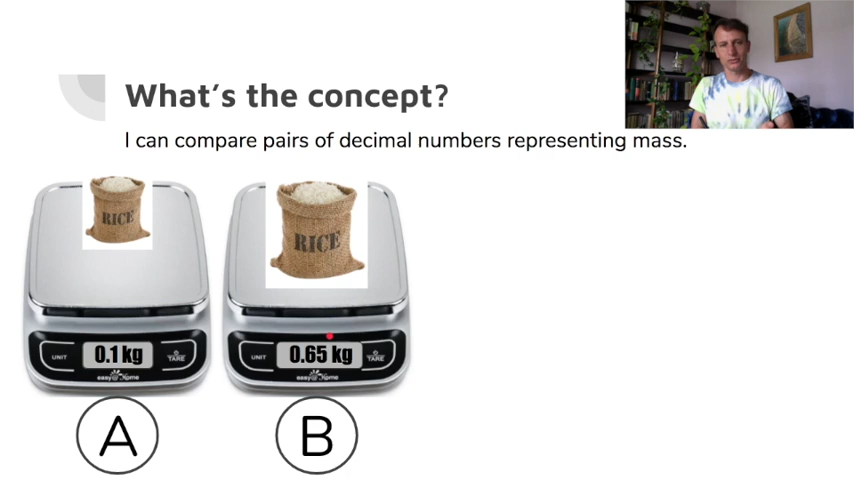 What's the concept?
I can compare pairs of decimal numbers representing mass.
RICE
RICE
UNIT 0.1 kg TARE
easy@Home
UNIT 0.65 kg TARE
easy@Home
A
B